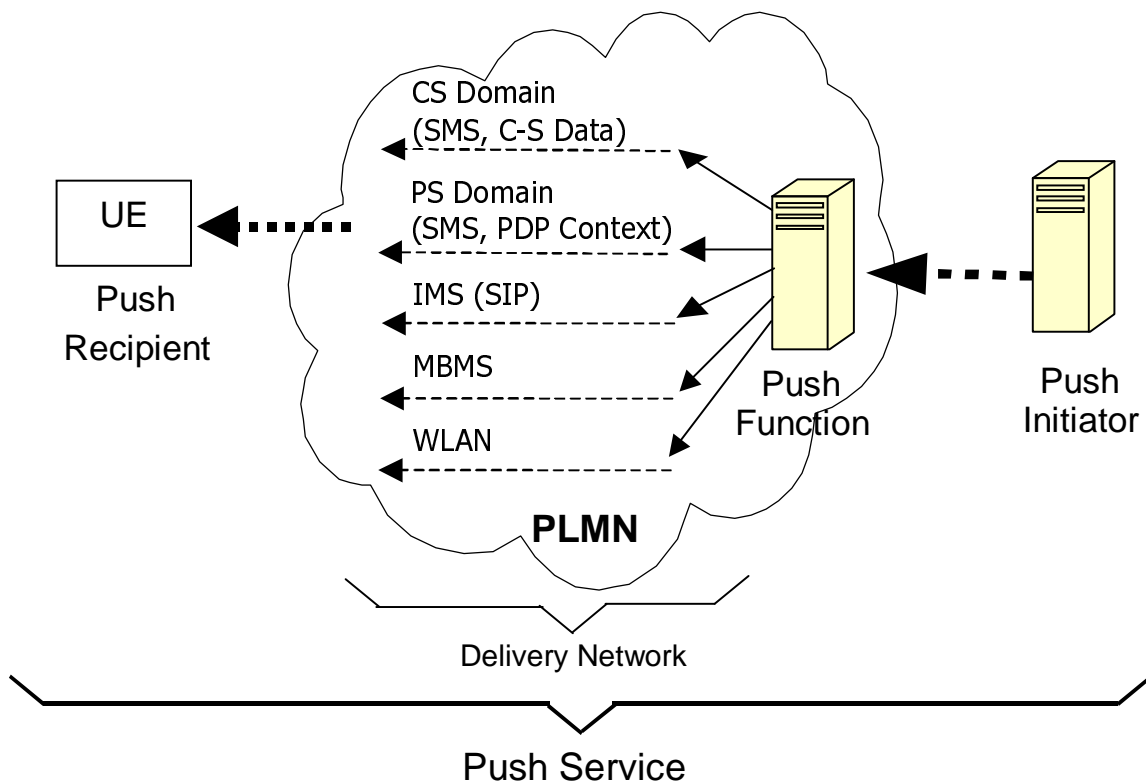 CS Domain
(SMS, C-S Data)
UE
PS Domain
(SMS, PDP Context)
Push
Recipient
IMS (SIP)
MBMS
WLAN
Push
Function
Push
Initiator
PLMN
Delivery Network
Push Service